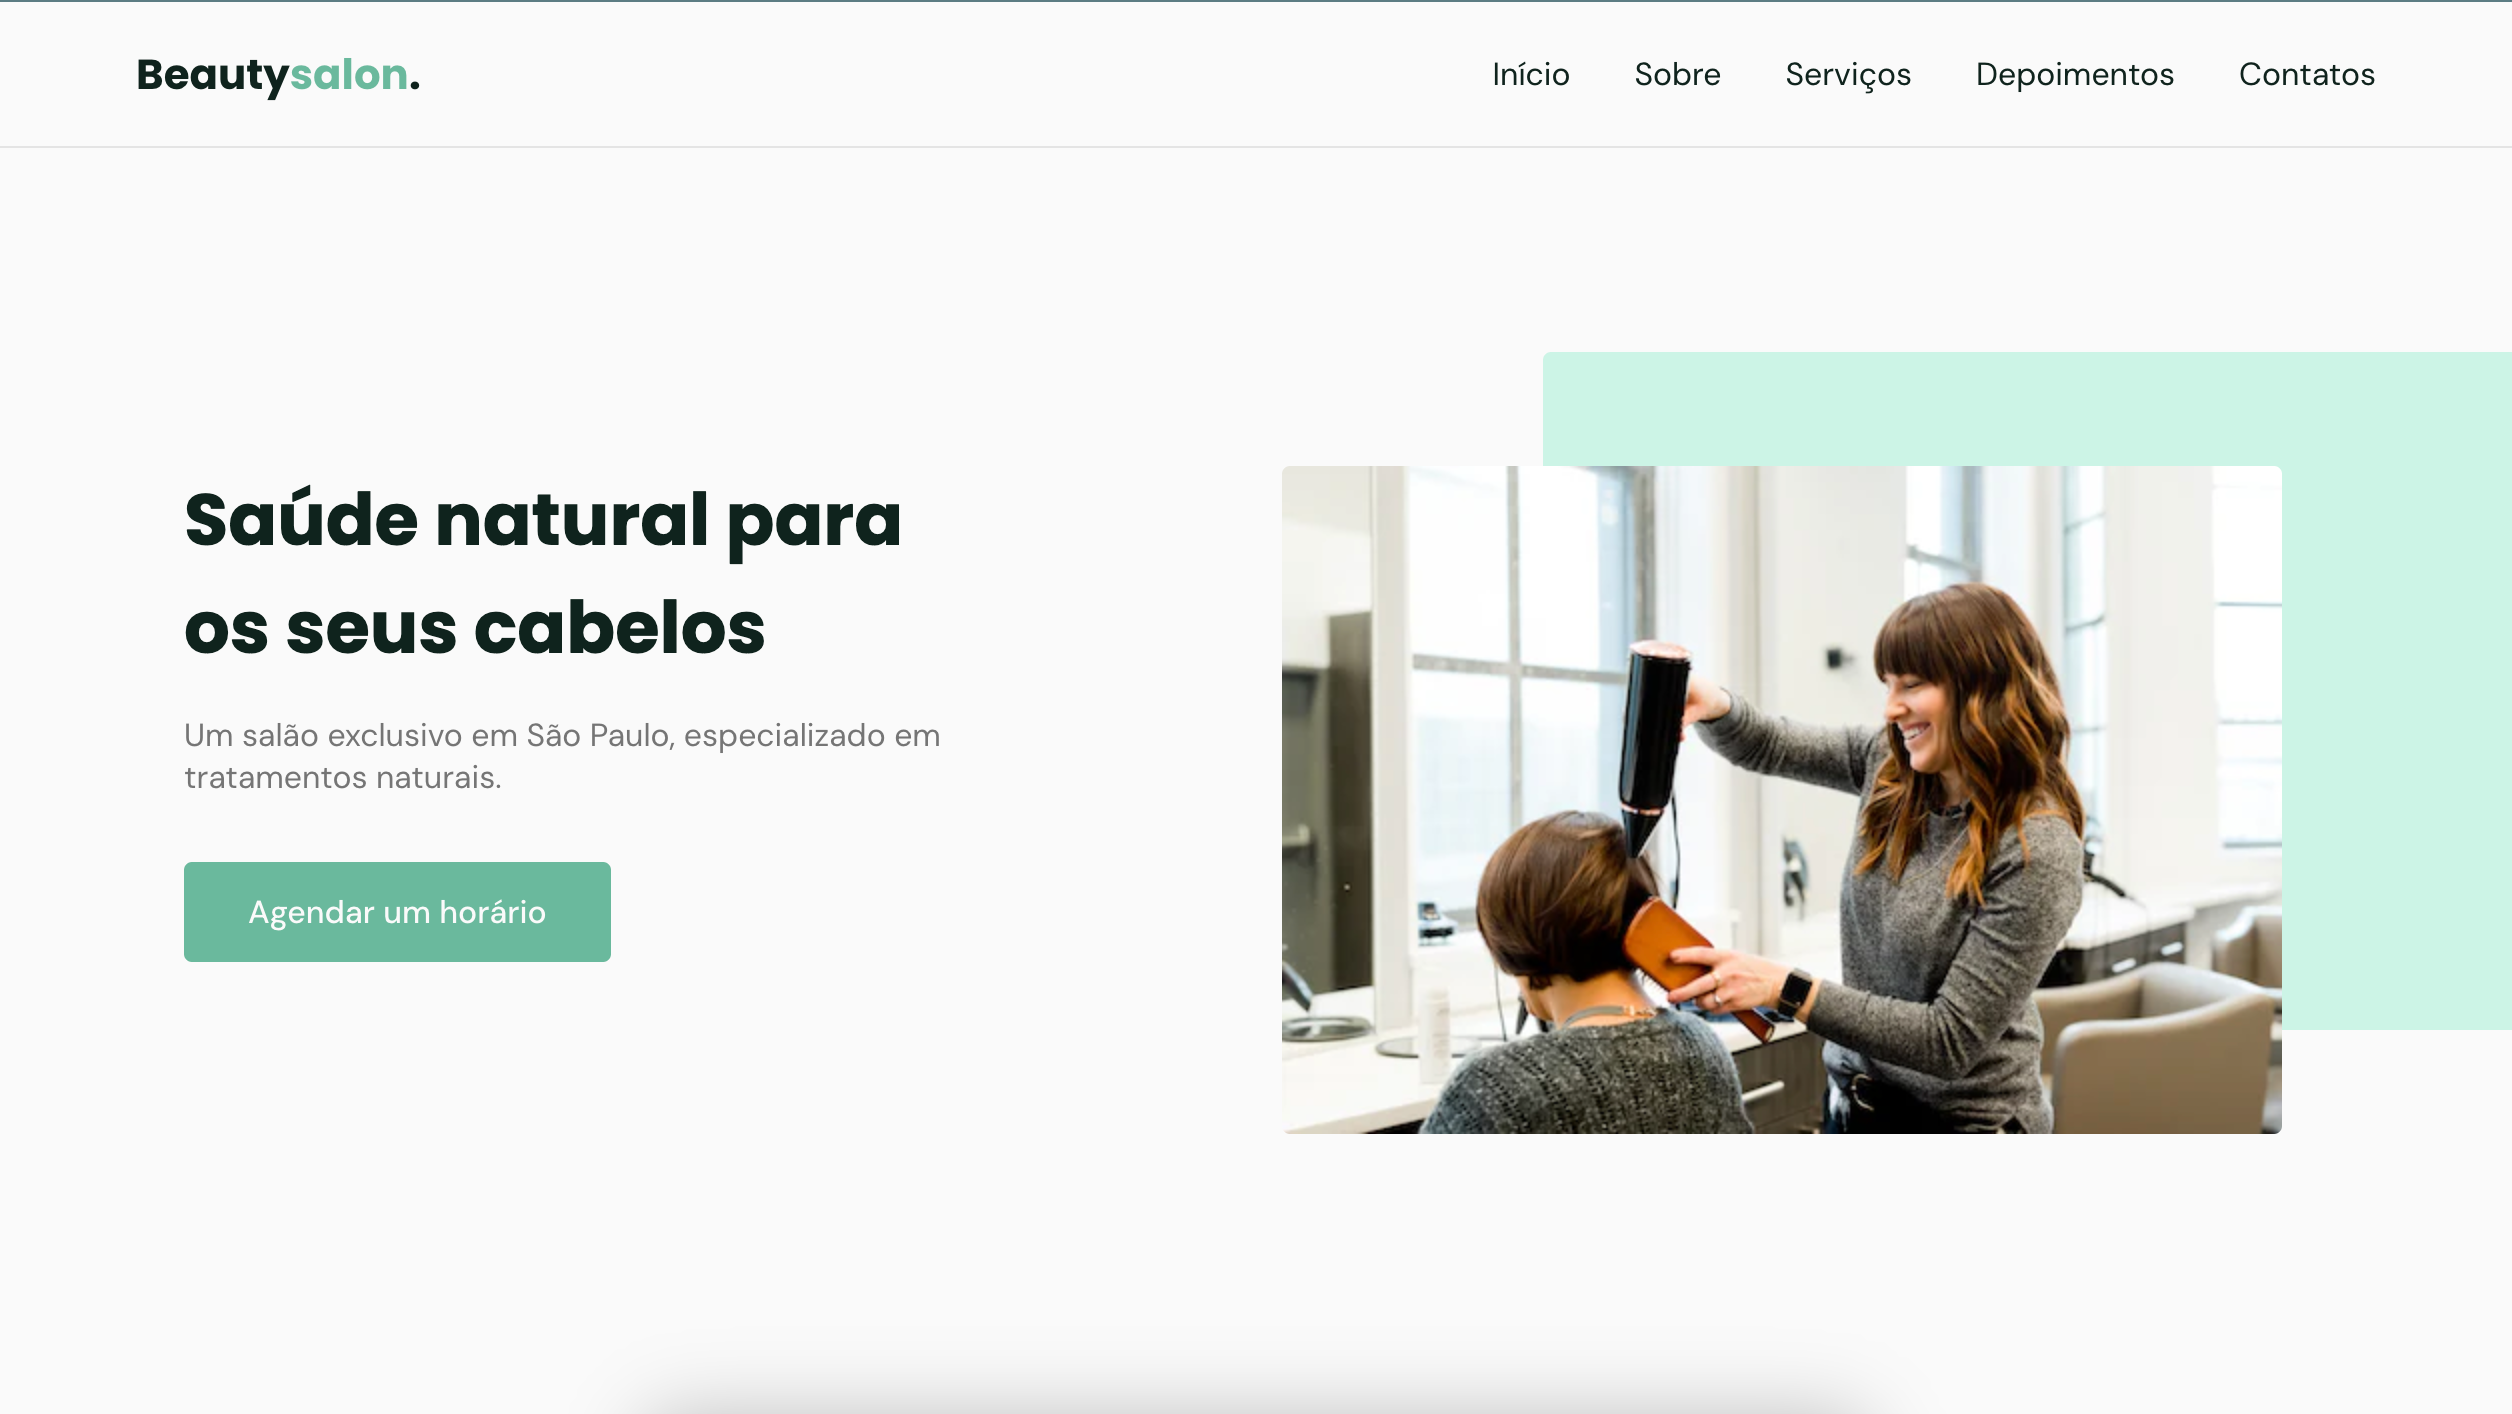 Beautysalon.
Início Sobre Serviços Depoimentos Contatos
Saúde natural para
os seus cabelos
Um salão exclusivo em São Paulo, especializado em
tratamentos naturais.
Agendar um horário